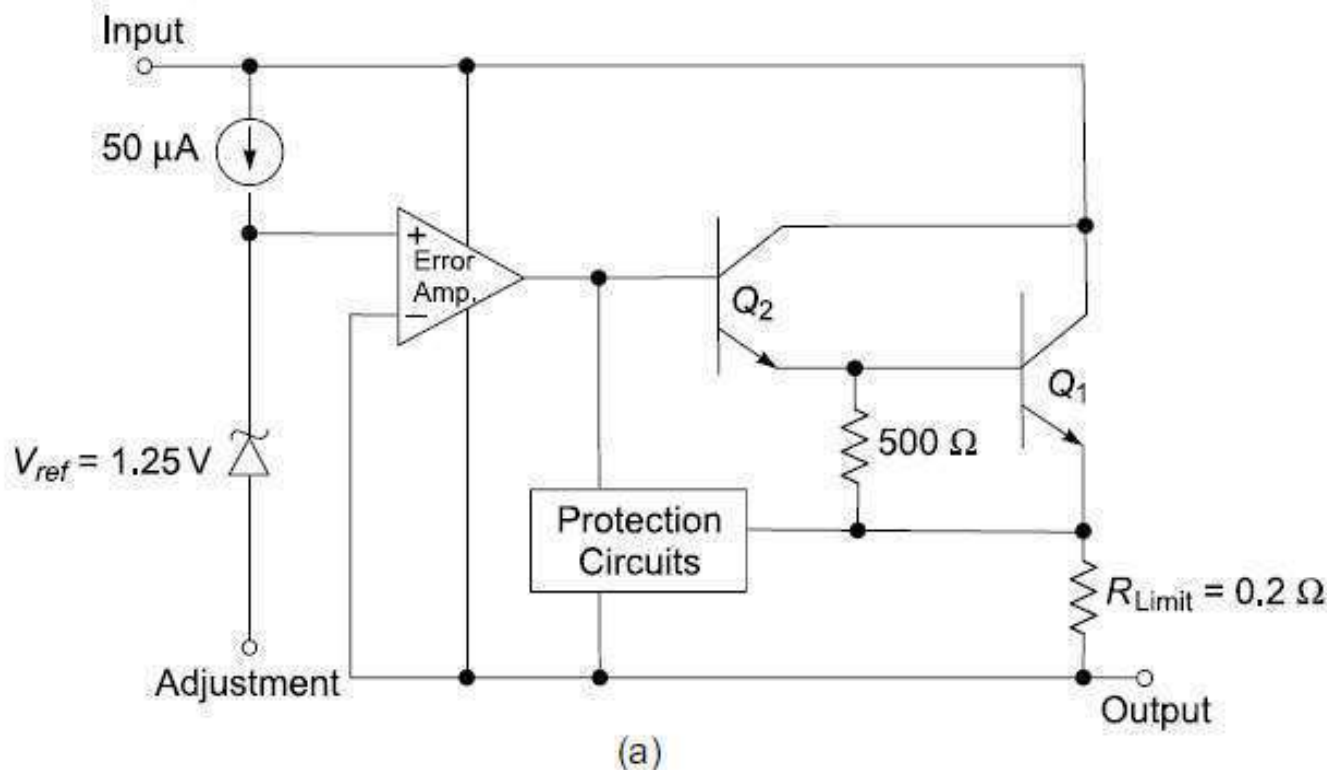 Input
50 µA
+
Error
Amp.
−
Q2
Q1
500 Ω
Vref = 1.25 V
Protection
Circuits
RLimit = 0.2 Ω
Adjustment
Output
(a)